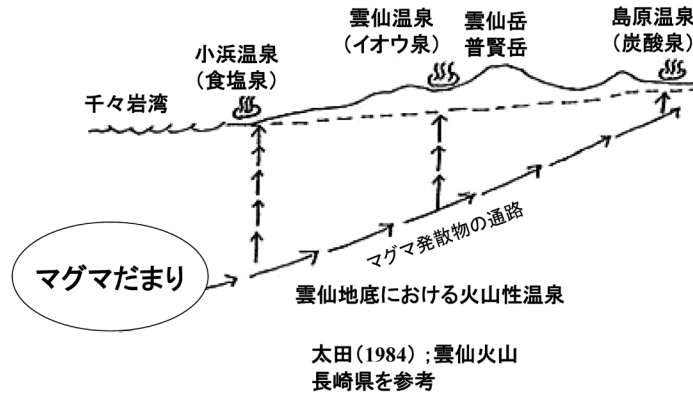 雲仙温泉
(イオウ泉)
雲仙岳
普賢岳
島原温泉
(炭酸泉)
小浜温泉
(食塩泉)
千々岩湾
マグマ発散物の通路
マグマだまり
雲仙地底における火山性温泉
太田(1984) ;雲仙火山
長崎県を参考